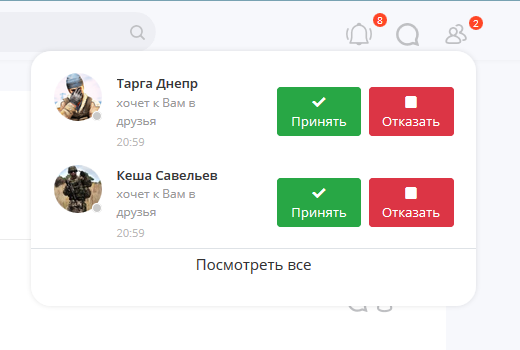 8
2
Тарга Днепр
хочет к Вам в
друзья
20:59
Принять
Отказать
Кеша Савельев
хочет к Вам в
друзья
20:59
Принять
Отказать
Посмотреть все